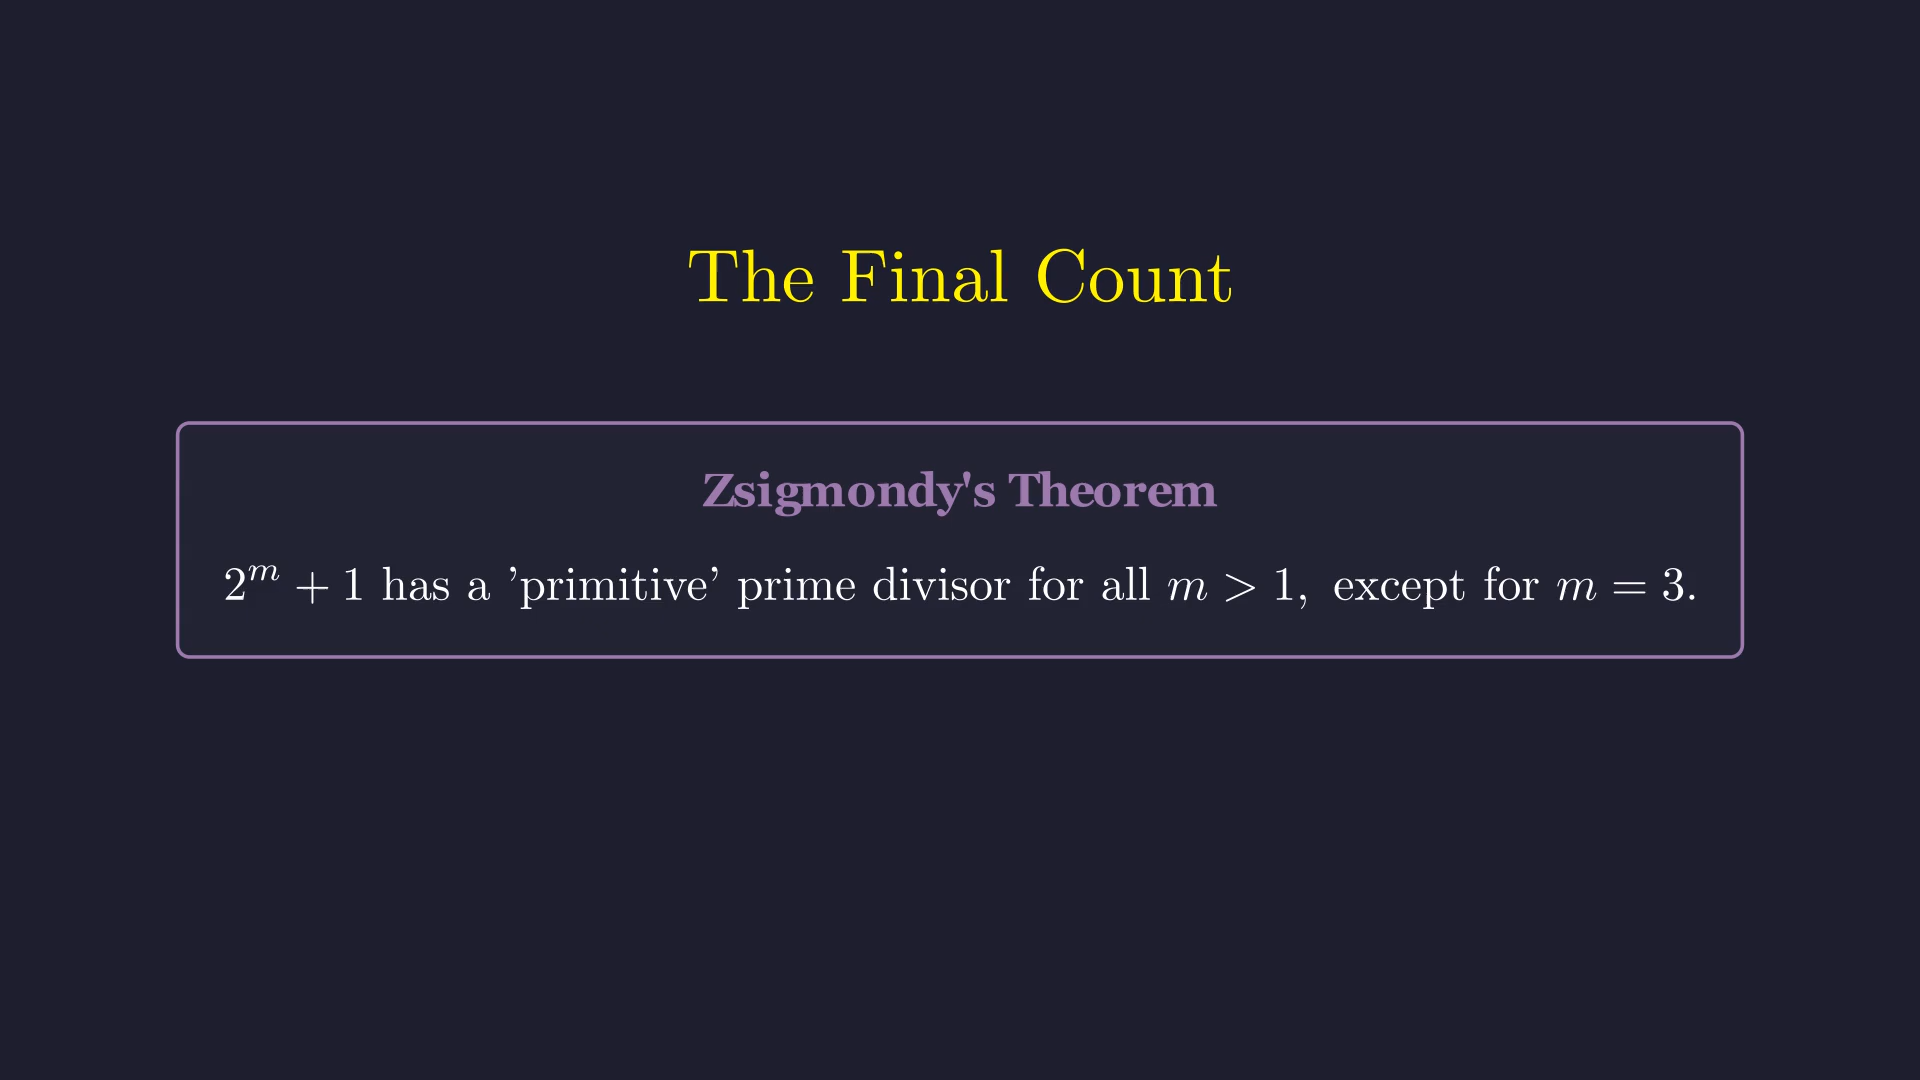 The Final Count
Zsigmondy's Theorem
$2^m + 1$ has a ’primitive’ prime divisor for all $m > 1$, except for $m = 3$.